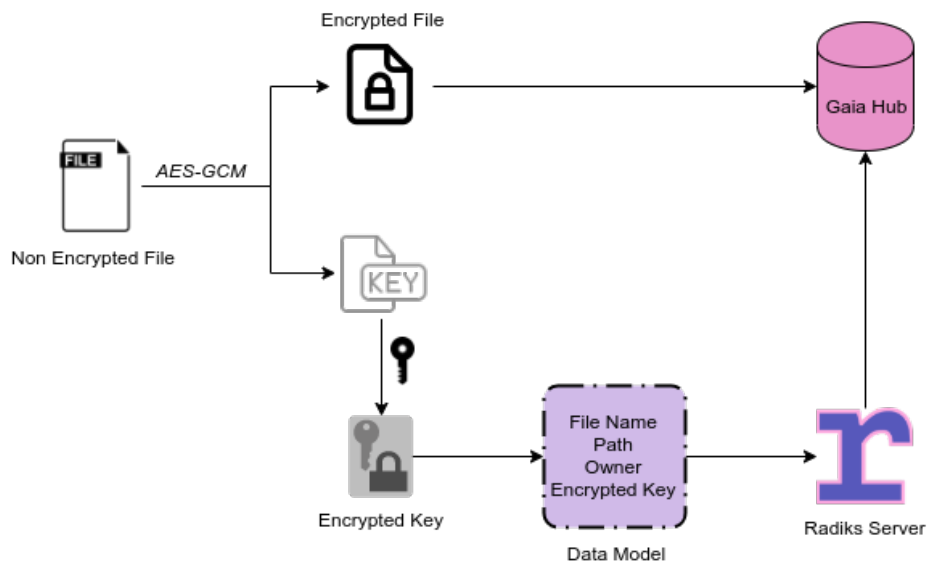 Encrypted File
Gaia Hub
FILE
AES-GCM
Non Encrypted File
KEY
File Name
Path
Owner
Encrypted Key
r
Encrypted Key
Radiks Server
Data Model